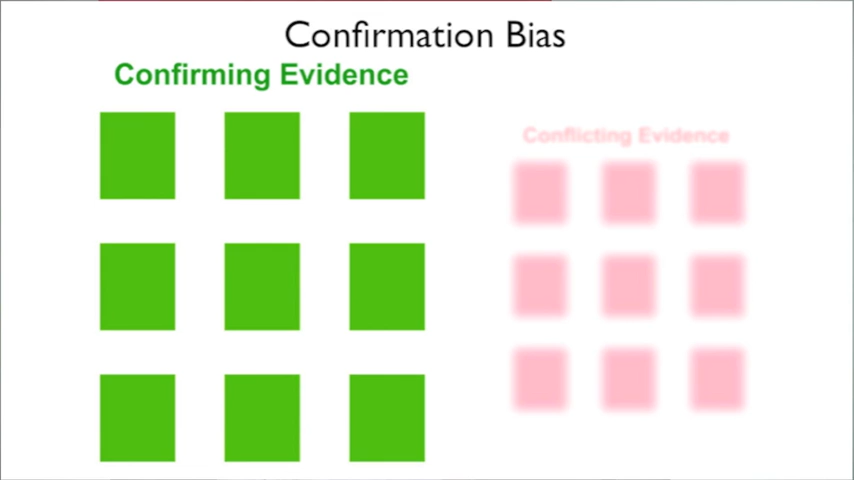 Confirmation Bias
Confirming Evidence
Conflicting Evidence